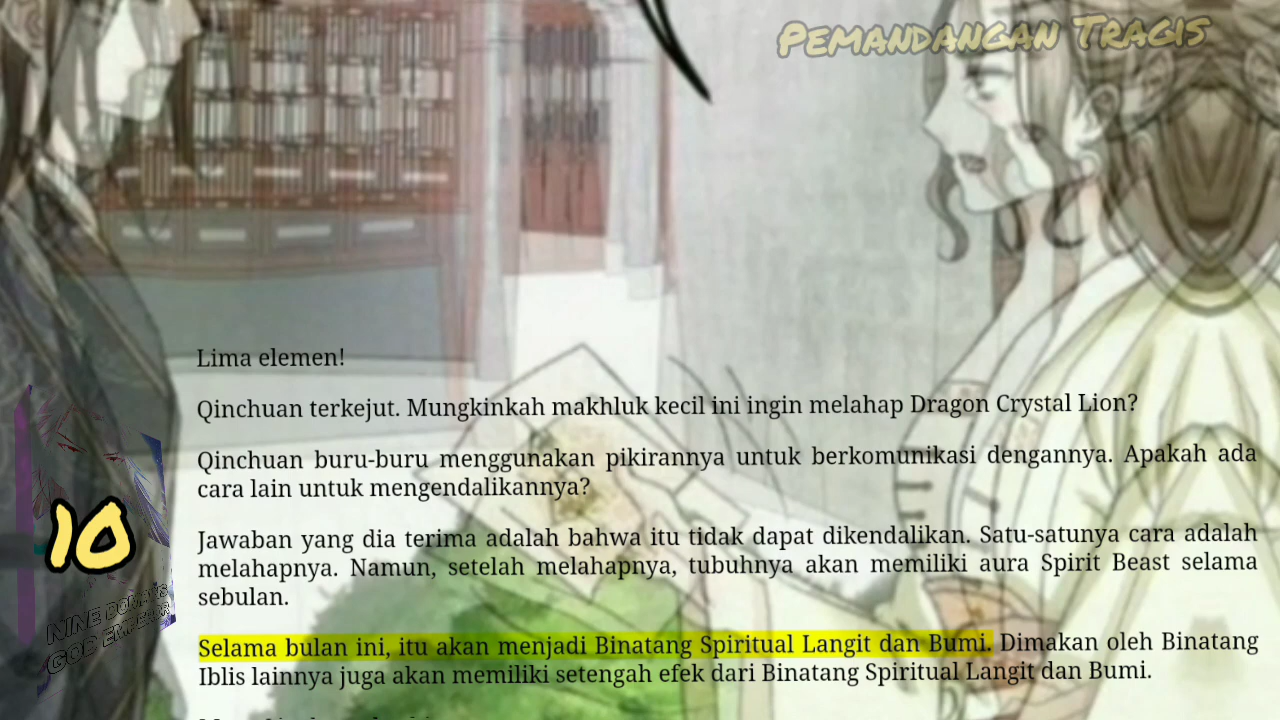 Pemandangan Tragis
Lima elemen!
Qinchuan terkejut. Mungkinkah makhluk kecil ini ingin melahap Dragon Crystal Lion?
Qinchuan buru-buru menggunakan pikirannya untuk berkomunikasi dengannya. Apakah ada
cara lain untuk mengendalikannya?
Jawaban yang dia terima adalah bahwa itu tidak dapat dikendalikan. Satu-satunya cara adalah
melahapnya. Namun, setelah melahapnya, tubuhnya akan memiliki aura Spirit Beast selama
sebulan.
10
NINE DOMAINS
GOD EMPEROR
Selama bulan ini, itu akan menjadi Binatang Spiritual Langit dan Bumi. Dimakan oleh Binatang
Iblis lainnya juga akan memiliki setengah efek dari Binatang Spiritual Langit dan Bumi.